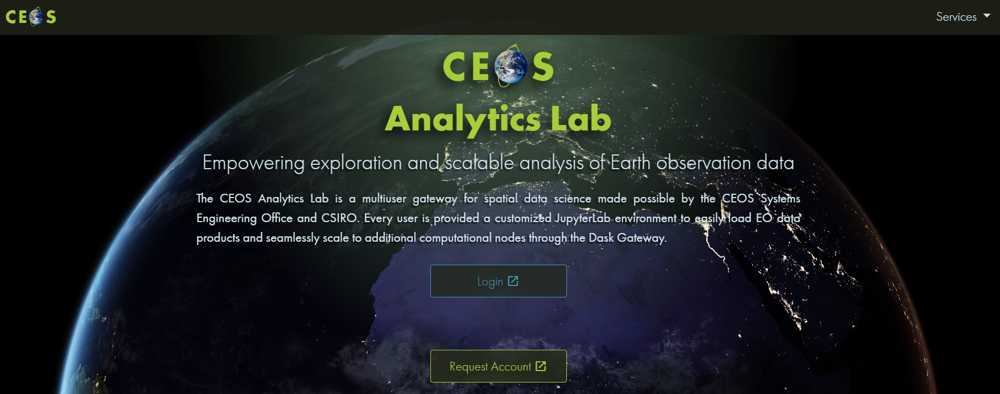 CEOS
Services
CEOS
Analytics Lab
Empowering exploration and scalable analysis of Earth observation data
The CEOS Analytics Lab is a multiuser gateway for spatial data science made possible by the CEOS Systems
Engineering Office and CSIRO. Every user is provided a customized JupyterLab environment to easily load EO data
products and seamlessly scale to additional computational nodes through the Dask Gateway.
Login
Request Account